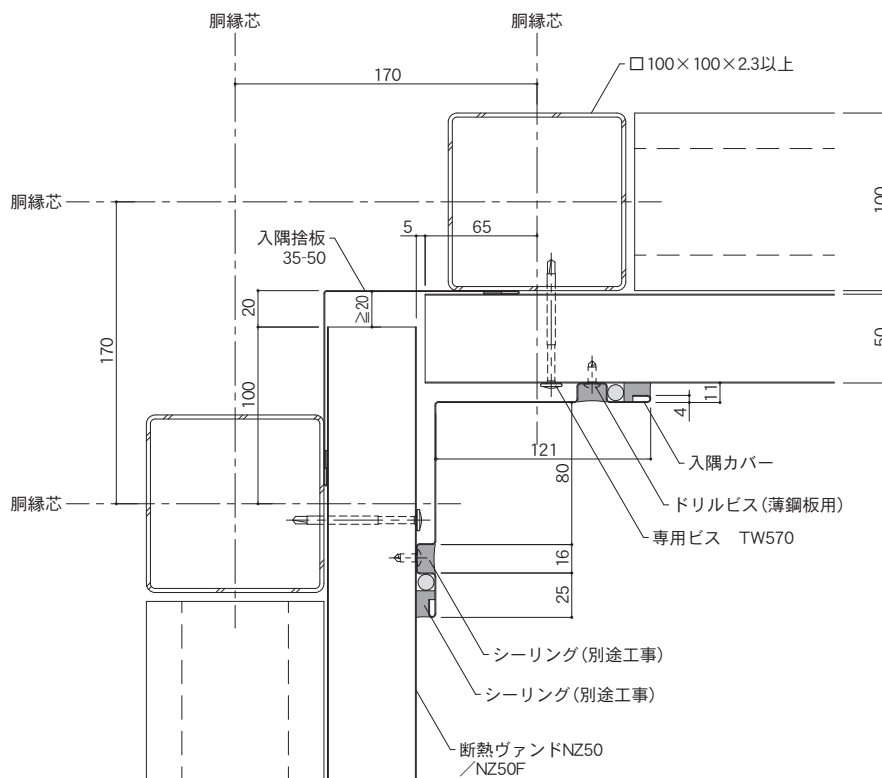 胴縁芯
胴縁芯
170
□100×100×2.3以上
胴縁芯
100
5
65
入隅捨板
35-50
20
≧20
170
100
50
11
4
121
入隅カバー
80
胴縁芯
ドリルビス(薄鋼板用)
専用ビス TW570
16
25
シーリング(別途工事)
シーリング(別途工事)
断熱ヴァンドNZ50
/NZ50F